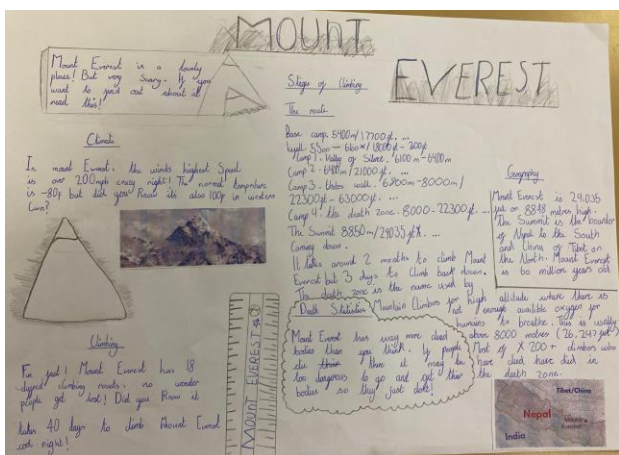 MOUNT
EVEREST
Mount Everest is a lovely
place! But very scary. If you
want to find out about it
read this!
Climate
In mount Everest. the winds highest Speed
is over 200mph crazy right! The normal tempreture
is -80f but did you Know its also 100f in western
Cwm?
Climbing
Fun fact! Mount Everest has 18
different climbing routes! no wonder
people get lost! Did you Know it
takes 40 days to climb Mount Everest
cool right!
MOUNT EVEREST
Stages of Climbing
The route
Base camp. 5400m/17700ft. ...
Camp 1. Valley of Silence. 6100m - 6400m
Camp 2. 6400m/21000ft. ...
Camp 3. 6800m-8000m/
22300ft - 63000ft. ...
Camp 4. the death zone. 8000-22300ft. ...
The Summit 8850m/29035ft. ...
Coming down.
It takes around 2 months to climb Mount
Everest but 3 days to climb back down.
The death zone is the name used by
Mountain Climbers for high altitude where there is
not enough availible oxygen for
humans to breathe. This is usually
above 8000 metres (26,247 feet)
Most of 200+ climbers who
have died have died in
the death zone.
Death Statistics
Mount Everest has way more dead
bodies than you think. If people
die there it may be
too dangerous to go and get their
bodies so they just dont!
Geography
Mount Everest is 29,035
feet or 8848 metres high.
The Summit is the boarder
of Nepal to the South
and China or Tibet on
the North. Mount Everest
is 60 million years old
Tibet/China
Nepal
Mount
Everest
India